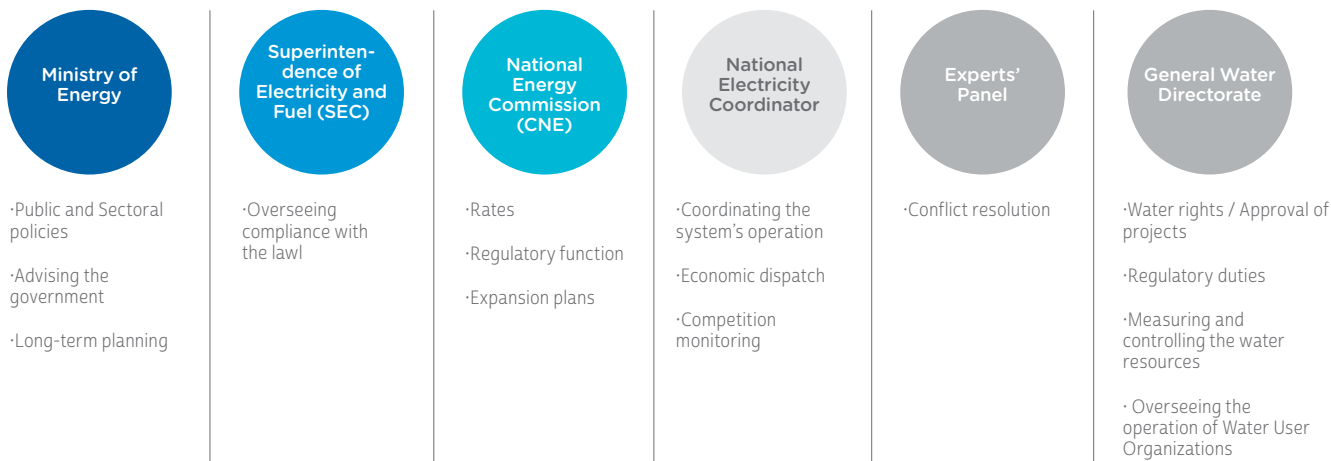 Ministry of
Energy
·Public and Sectoral
policies
·Advising the
government
·Long-term planning
Superinten-
dence of
Electricity and
Fuel (SEC)
·Overseeing
compliance with
the lawl
National
Energy
Commission
(CNE)
·Rates
·Regulatory function
·Expansion plans
National
Electricity
Coordinator
·Coordinating the
system's operation
·Economic dispatch
·Competition
monitoring
Experts'
Panel
·Conflict resolution
General Water
Directorate
·Water rights / Approval of
projects
·Regulatory duties
·Measuring and
controlling the water
resources
· Overseeing the
operation of Water User
Organizations